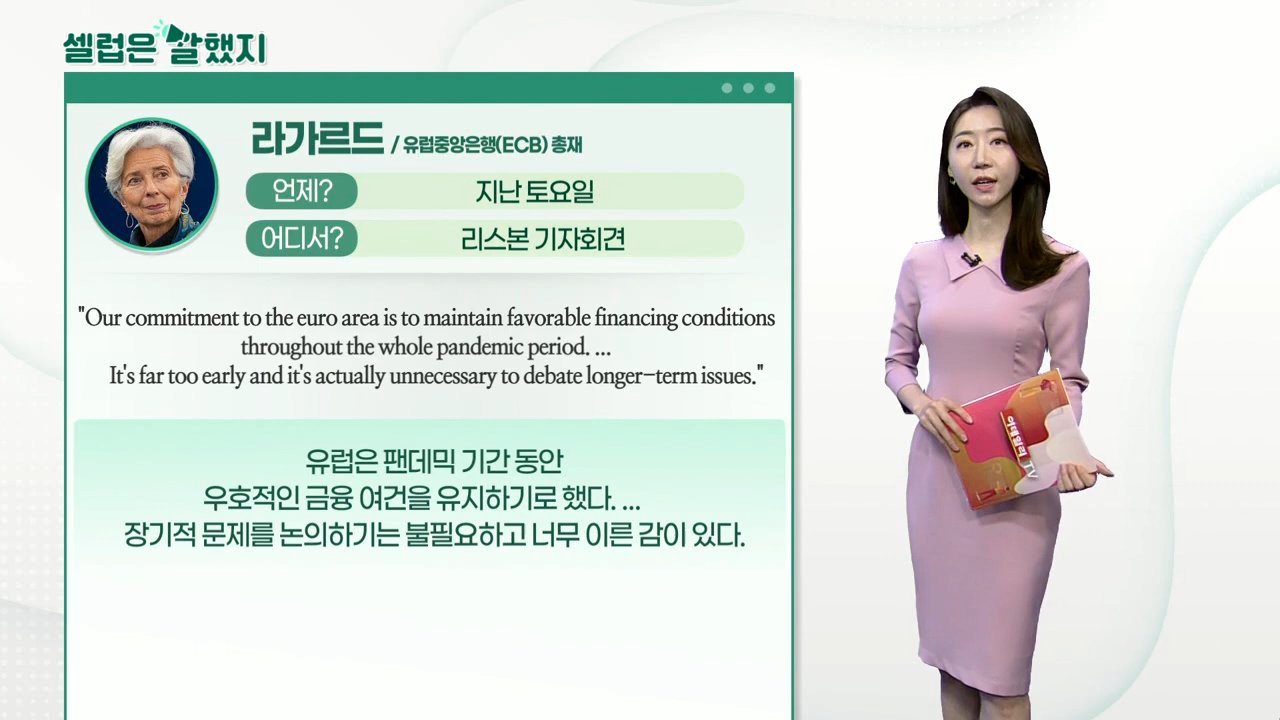 셀럽은 말했지
라가르드 / 유럽중앙은행(ECB) 총재
언제? 지난 토요일
어디서? 리스본 기자회견
"Our commitment to the euro area is to maintain favorable financing conditions
throughout the whole pandemic period. ...
It's far too early and it's actually unnecessary to debate longer-term issues."
유럽은 팬데믹 기간 동안
우호적인 금융 여건을 유지하기로 했다. ...
장기적 문제를 논의하기는 불필요하고 너무 이른 감이 있다.
이데일리 TV